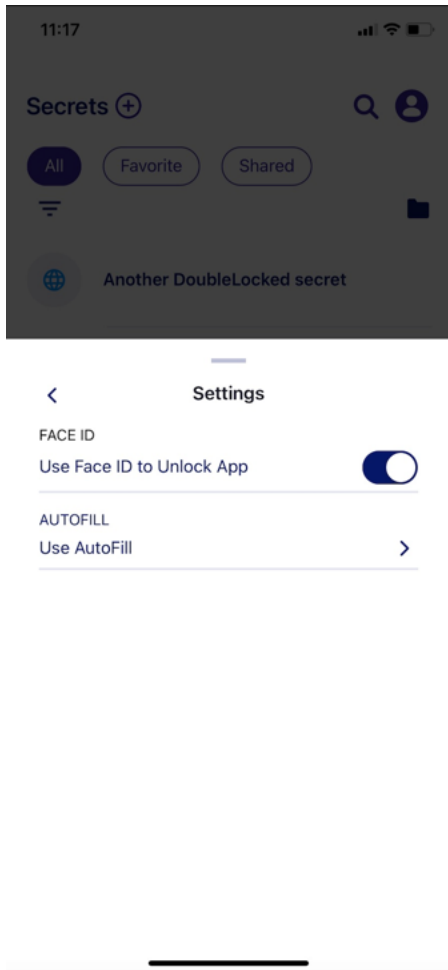 11:17
Secrets
All
Favorite
Shared
Another DoubleLocked secret
Settings
FACE ID
Use Face ID to Unlock App
AUTOFILL
Use AutoFill